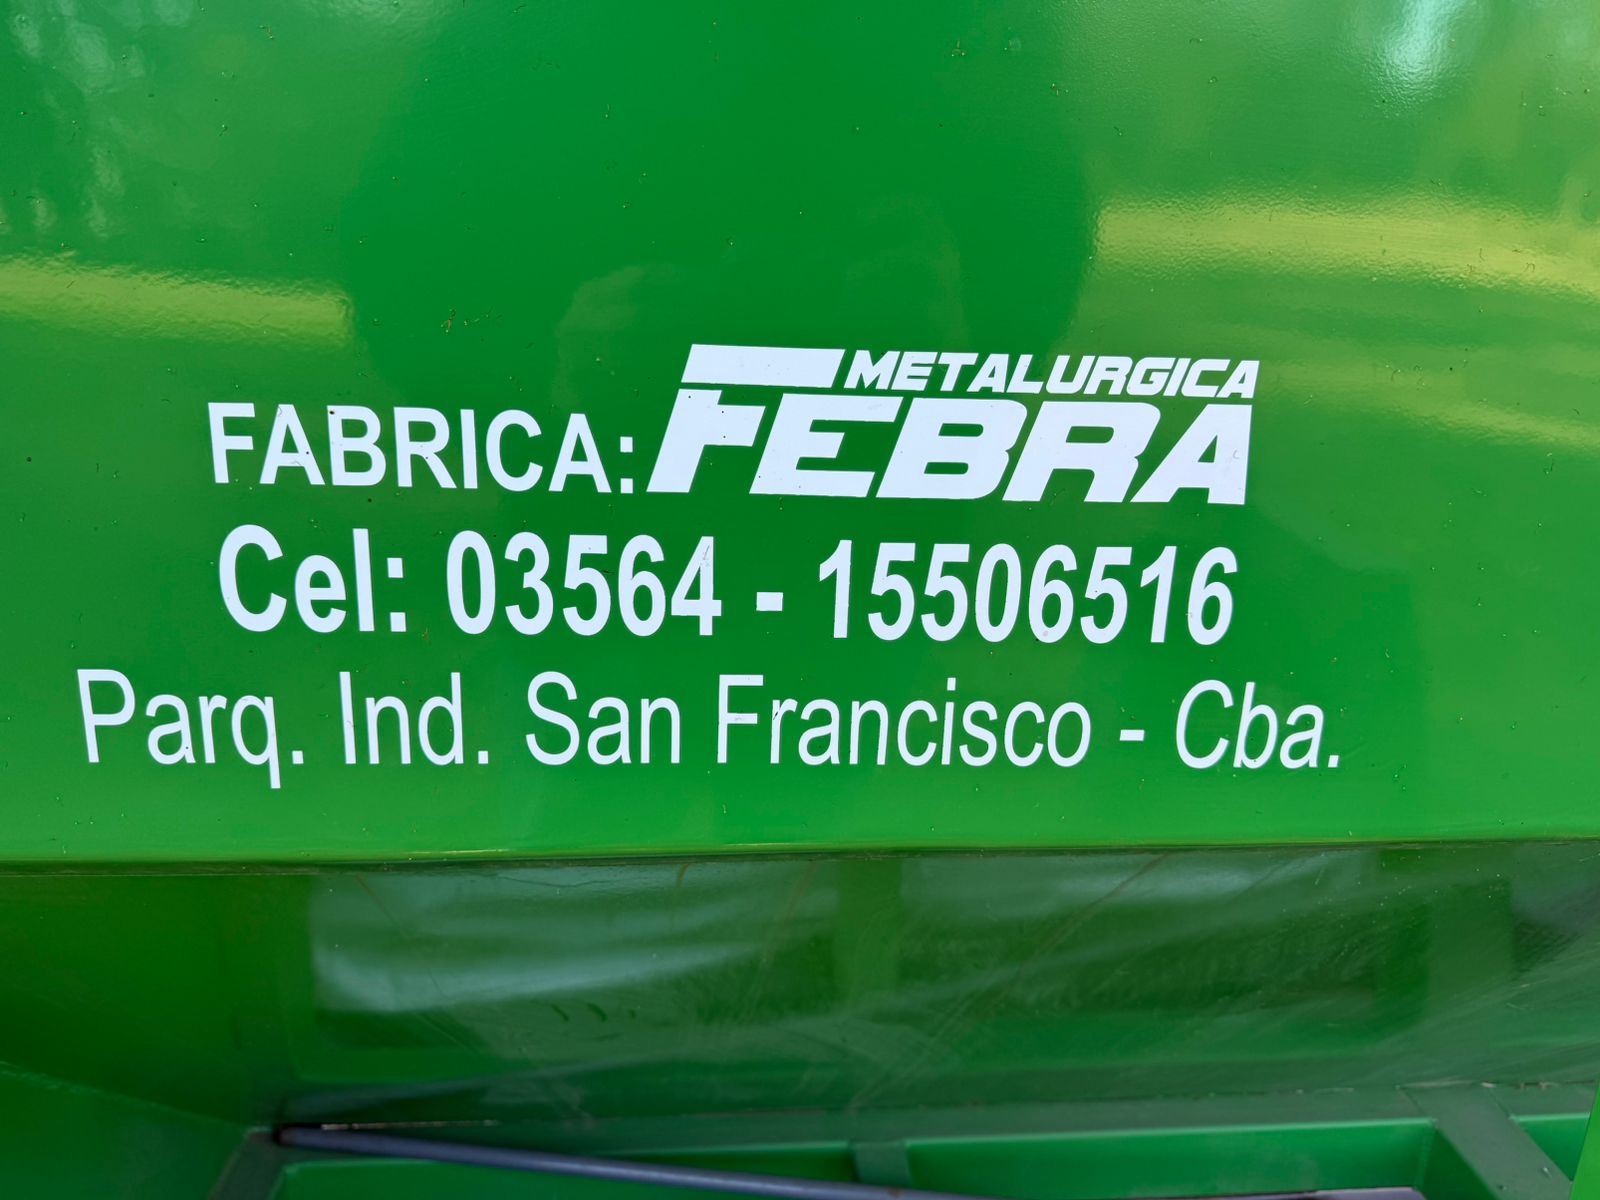 FABRICA: METALURGICA FEBRA
Cel: 03564 - 15506516
Parq. Ind. San Francisco - Cba.